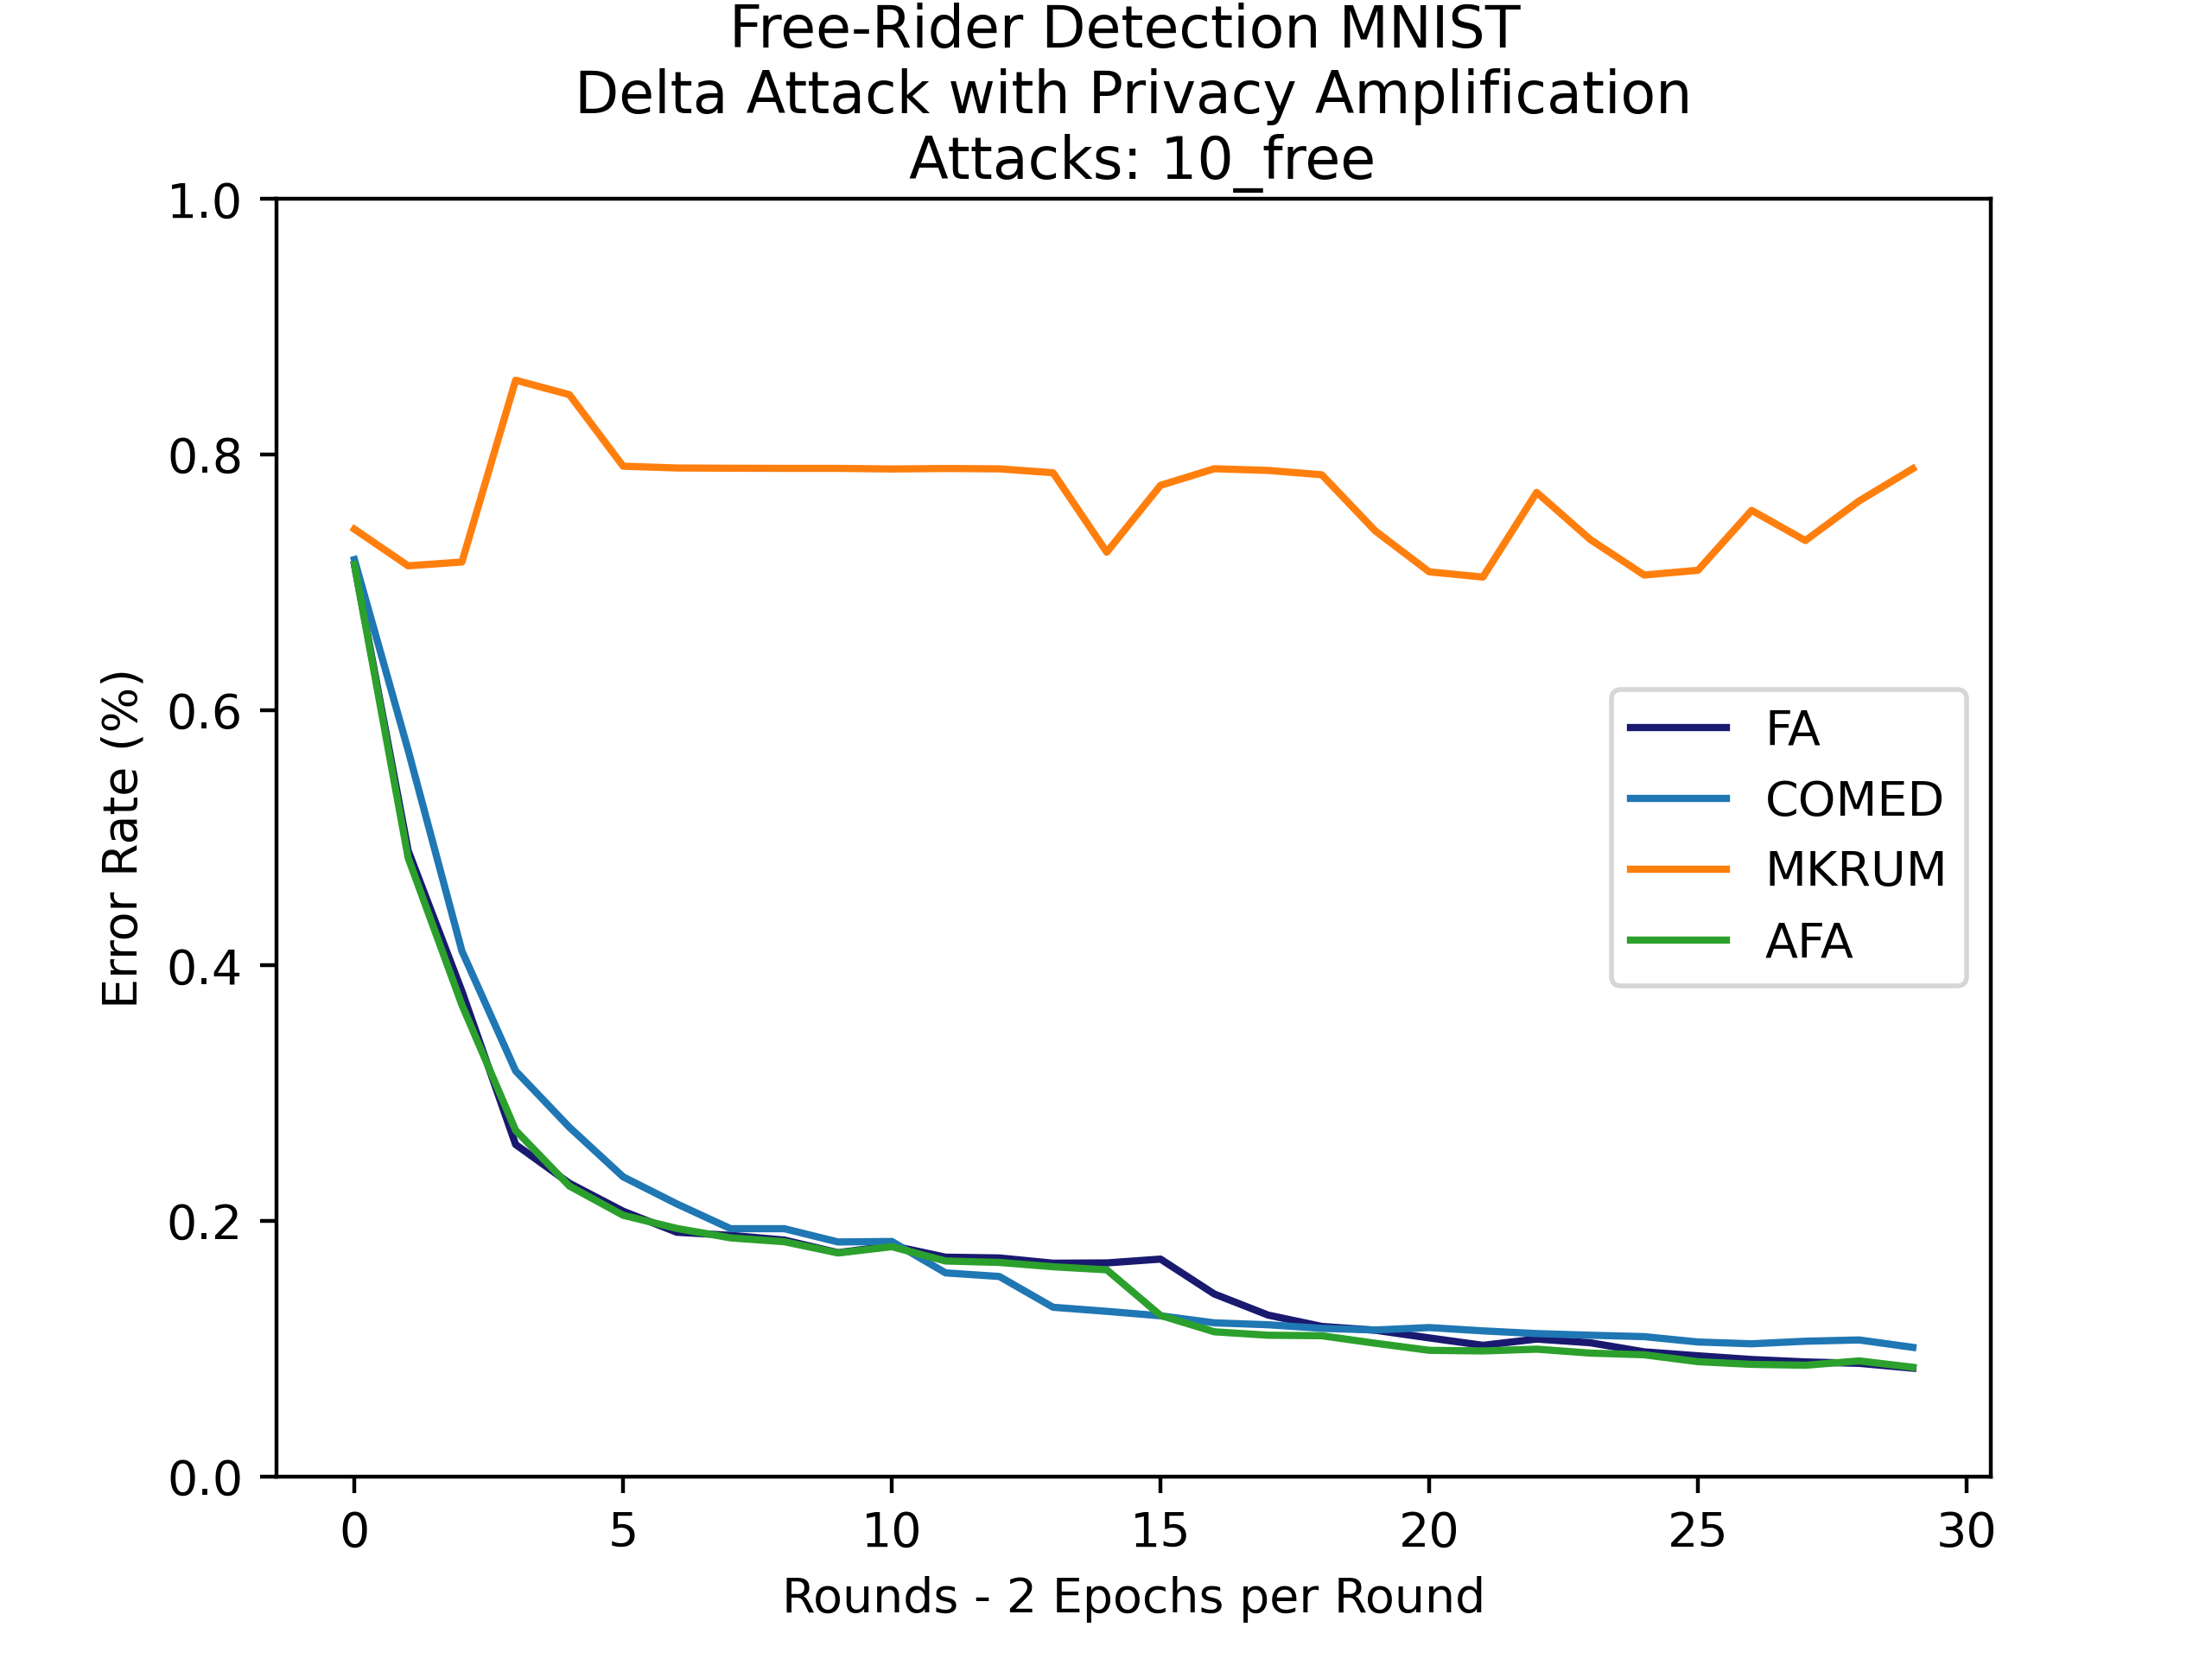 Free-Rider Detection MNIST
Delta Attack with Privacy Amplification
Attacks: 10_free
1.0
0.8
0.6
0.4
0.2
0.0
Error Rate (%)
FA
COMED
MKRUM
AFA
0 5 10 15 20 25 30
Rounds - 2 Epochs per Round